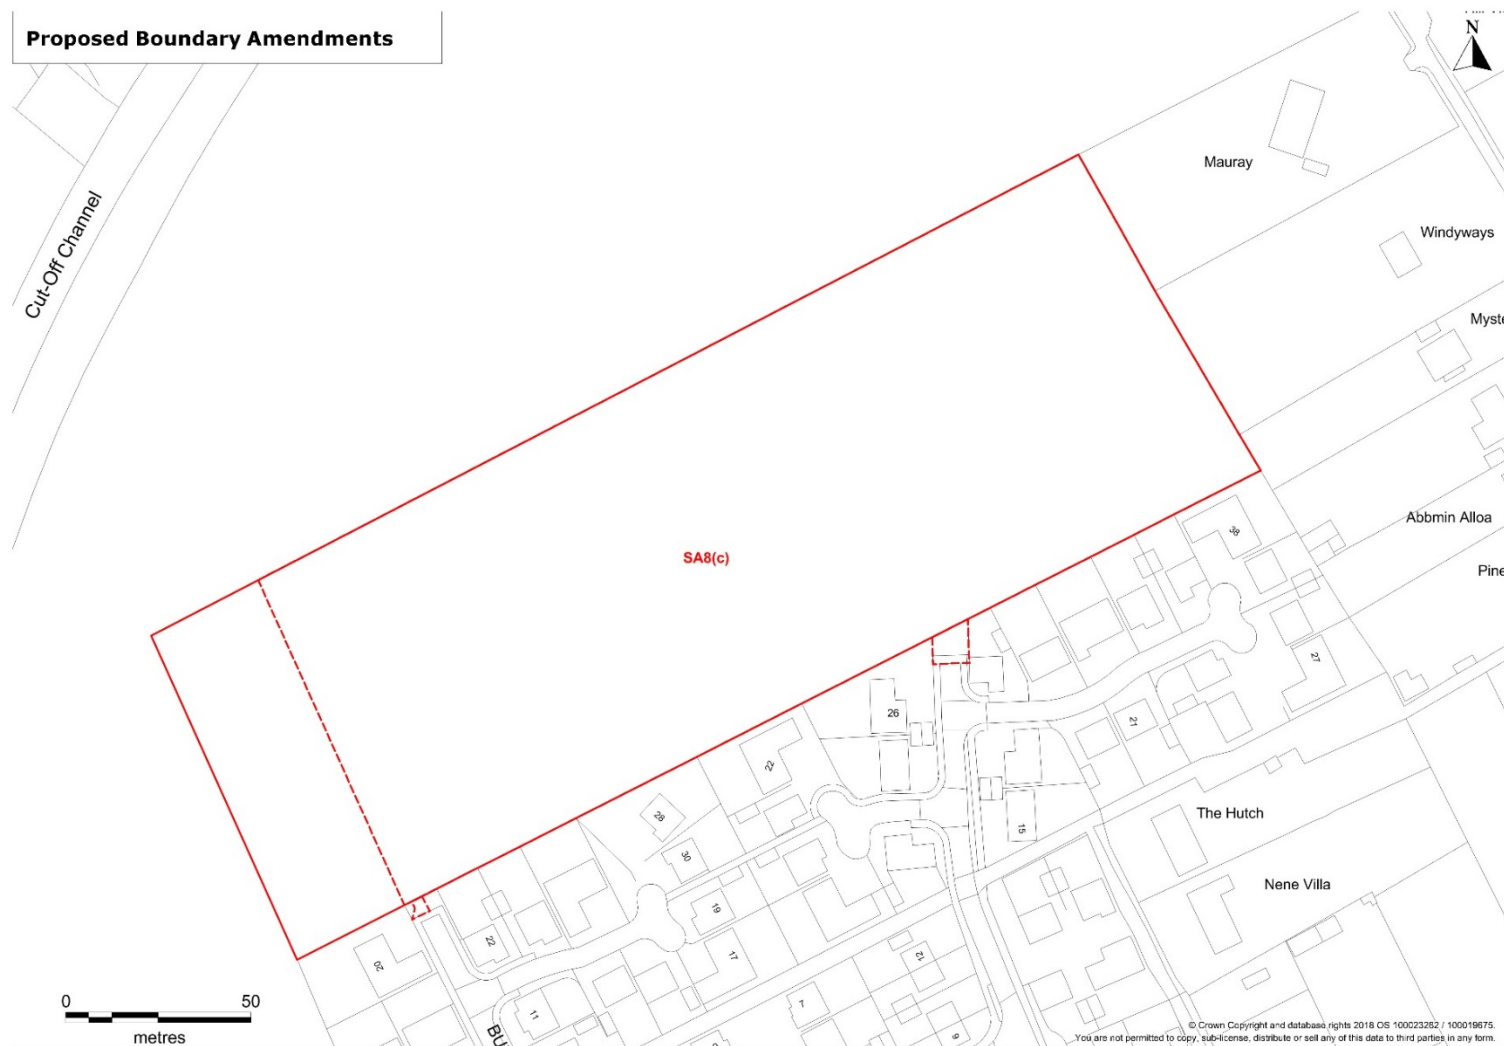 Proposed Boundary Amendments
N
Mauray
Windyways
Cut-Off Channel
Myste
Abbmin Alloa
38
SA8(c)
Pine
27
26
21
22
The Hutch
28
15
30
Nene Villa
19
22
17
12
20
0 50
7
11
9
BU
metres
© Crown Copyright and database rights 2018 OS 100023282 / 100019675.
You are not permitted to copy, sub-license, distribute or sell any of this data to third parties in any form.